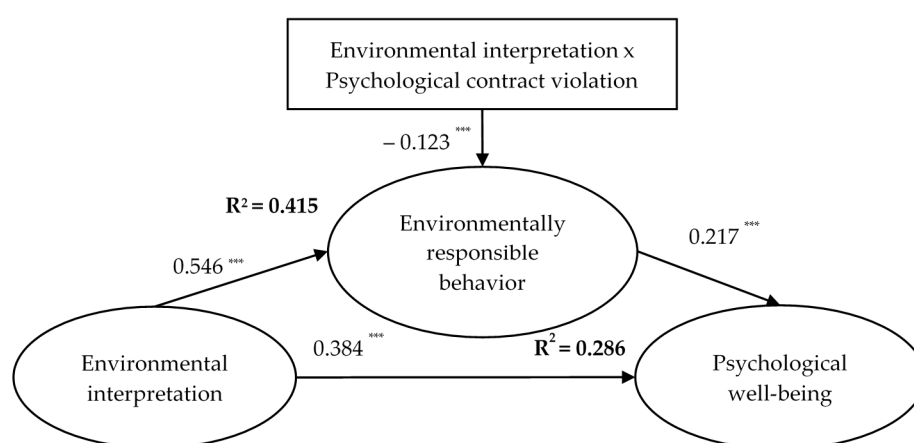 Environmental interpretation x
Psychological contract violation
– 0.123 ***
R² = 0.415
Environmentally
responsible
behavior
0.217 ***
0.546 ***
0.384 ***
R² = 0.286
Environmental
interpretation
Psychological
well-being